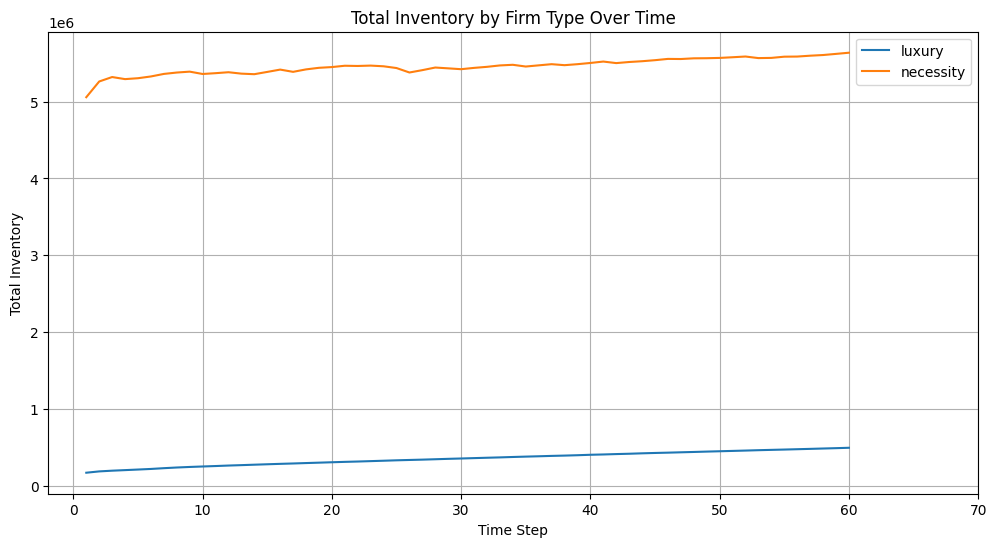 Total Inventory by Firm Type Over Time
1e6
luxury
necessity
5
4
3
2
1
0
Total Inventory
0 10 20 30 40 50 60 70
Time Step